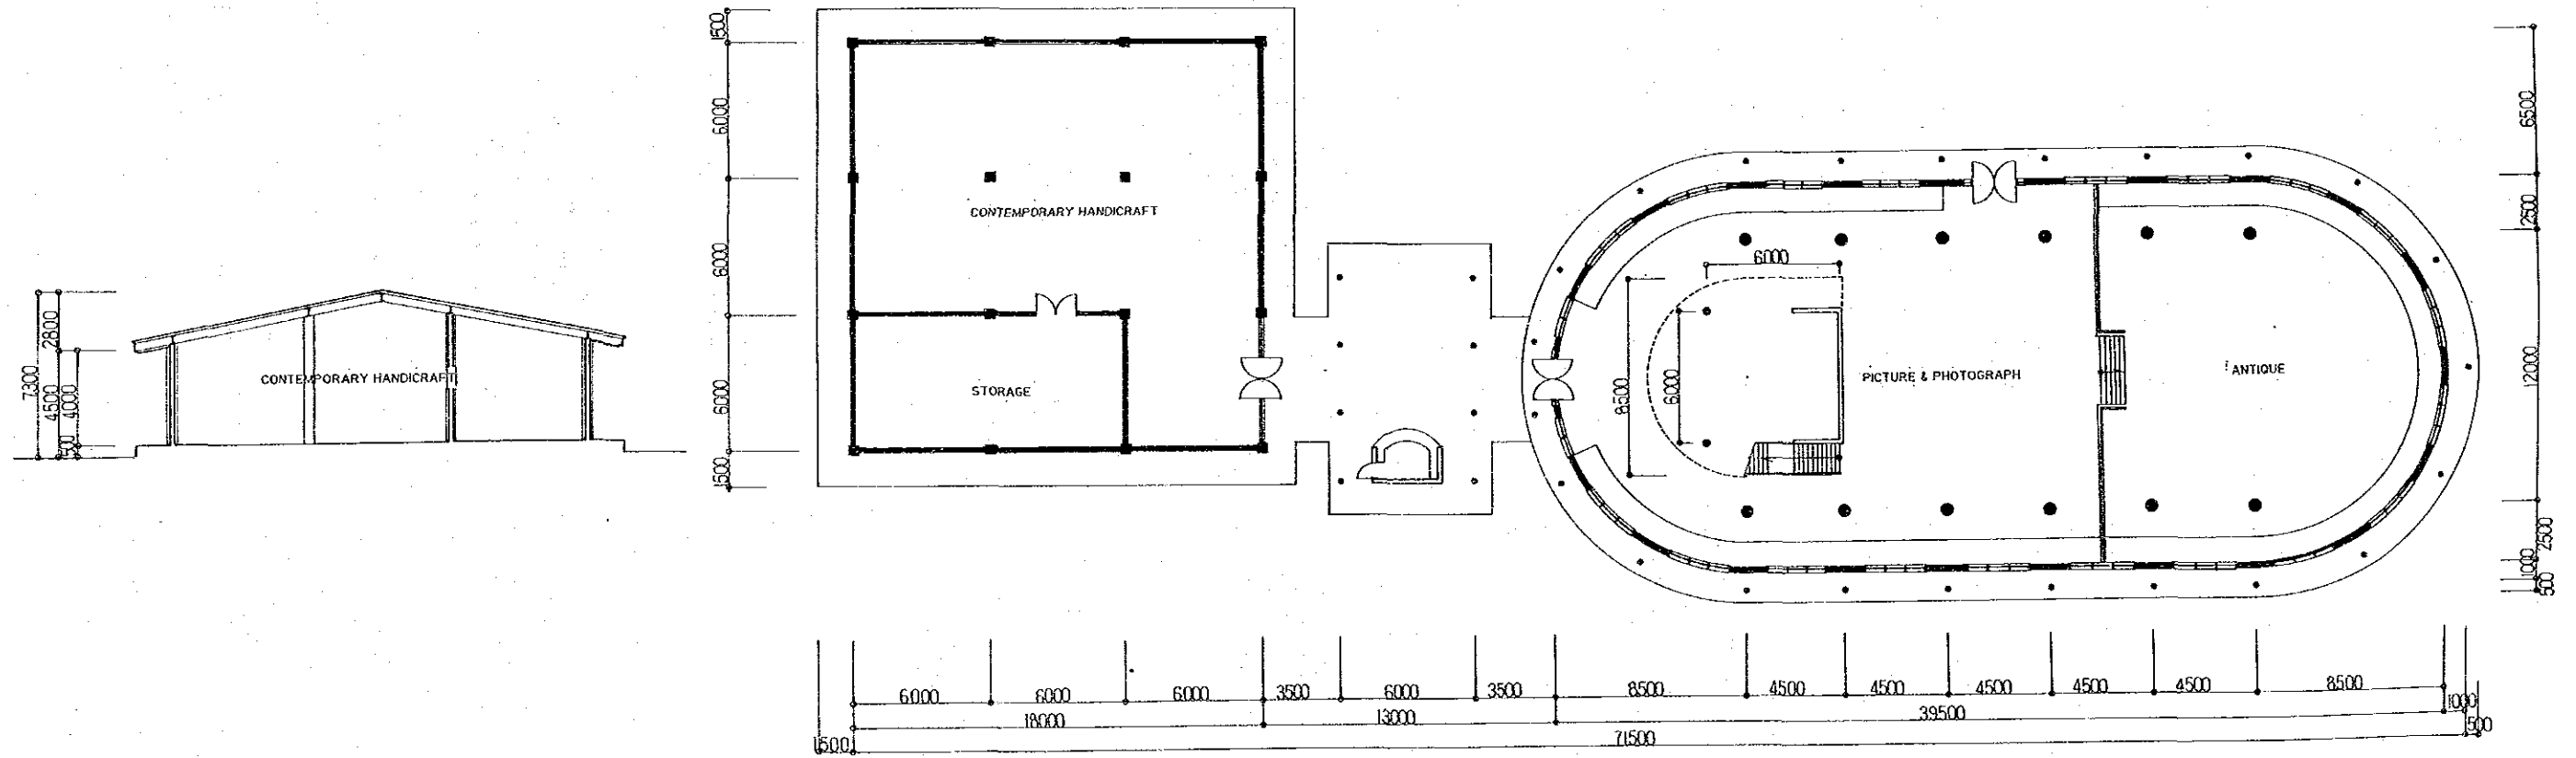 7300
2800
4500
4000
500
CONTEMPORARY HANDICRAFT
1500
6000
6000
6000
1500
CONTEMPORARY HANDICRAFT
STORAGE
6000
8500
6000
PICTURE & PHOTOGRAPH
ANTIQUE
6500
2500
12000
2500
1000
500
6000 6000 6000 3500 6000 3500 8500 4500 4500 4500 4500 4500 8500 1000
18000 13000 39500 500
1500 71500